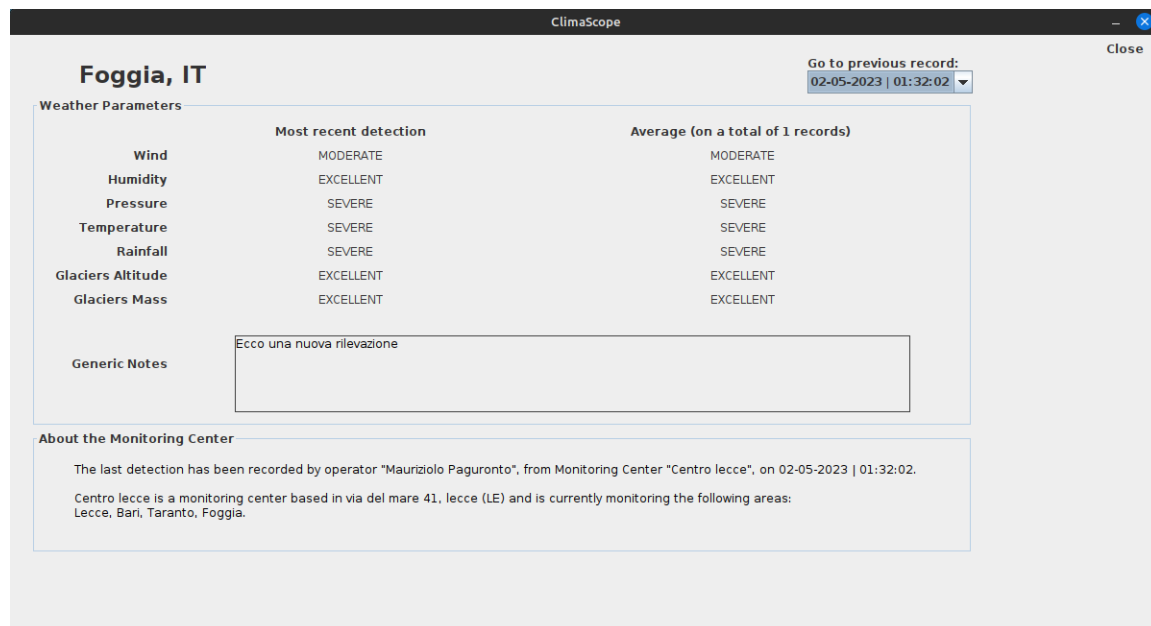 ClimaScope
Close
Foggia, IT
Go to previous record:
02-05-2023 | 01:32:02
Weather Parameters
Most recent detection Average (on a total of 1 records)
Wind MODERATE MODERATE
Humidity EXCELLENT EXCELLENT
Pressure SEVERE SEVERE
Temperature SEVERE SEVERE
Rainfall SEVERE SEVERE
Glaciers Altitude EXCELLENT EXCELLENT
Glaciers Mass EXCELLENT EXCELLENT
Generic Notes Ecco una nuova rilevazione
About the Monitoring Center
The last detection has been recorded by operator "Mauriziolo Paguronto", from Monitoring Center "Centro lecce", on 02-05-2023 | 01:32:02.
Centro lecce is a monitoring center based in via del mare 41, lecce (LE) and is currently monitoring the following areas:
Lecce, Bari, Taranto, Foggia.